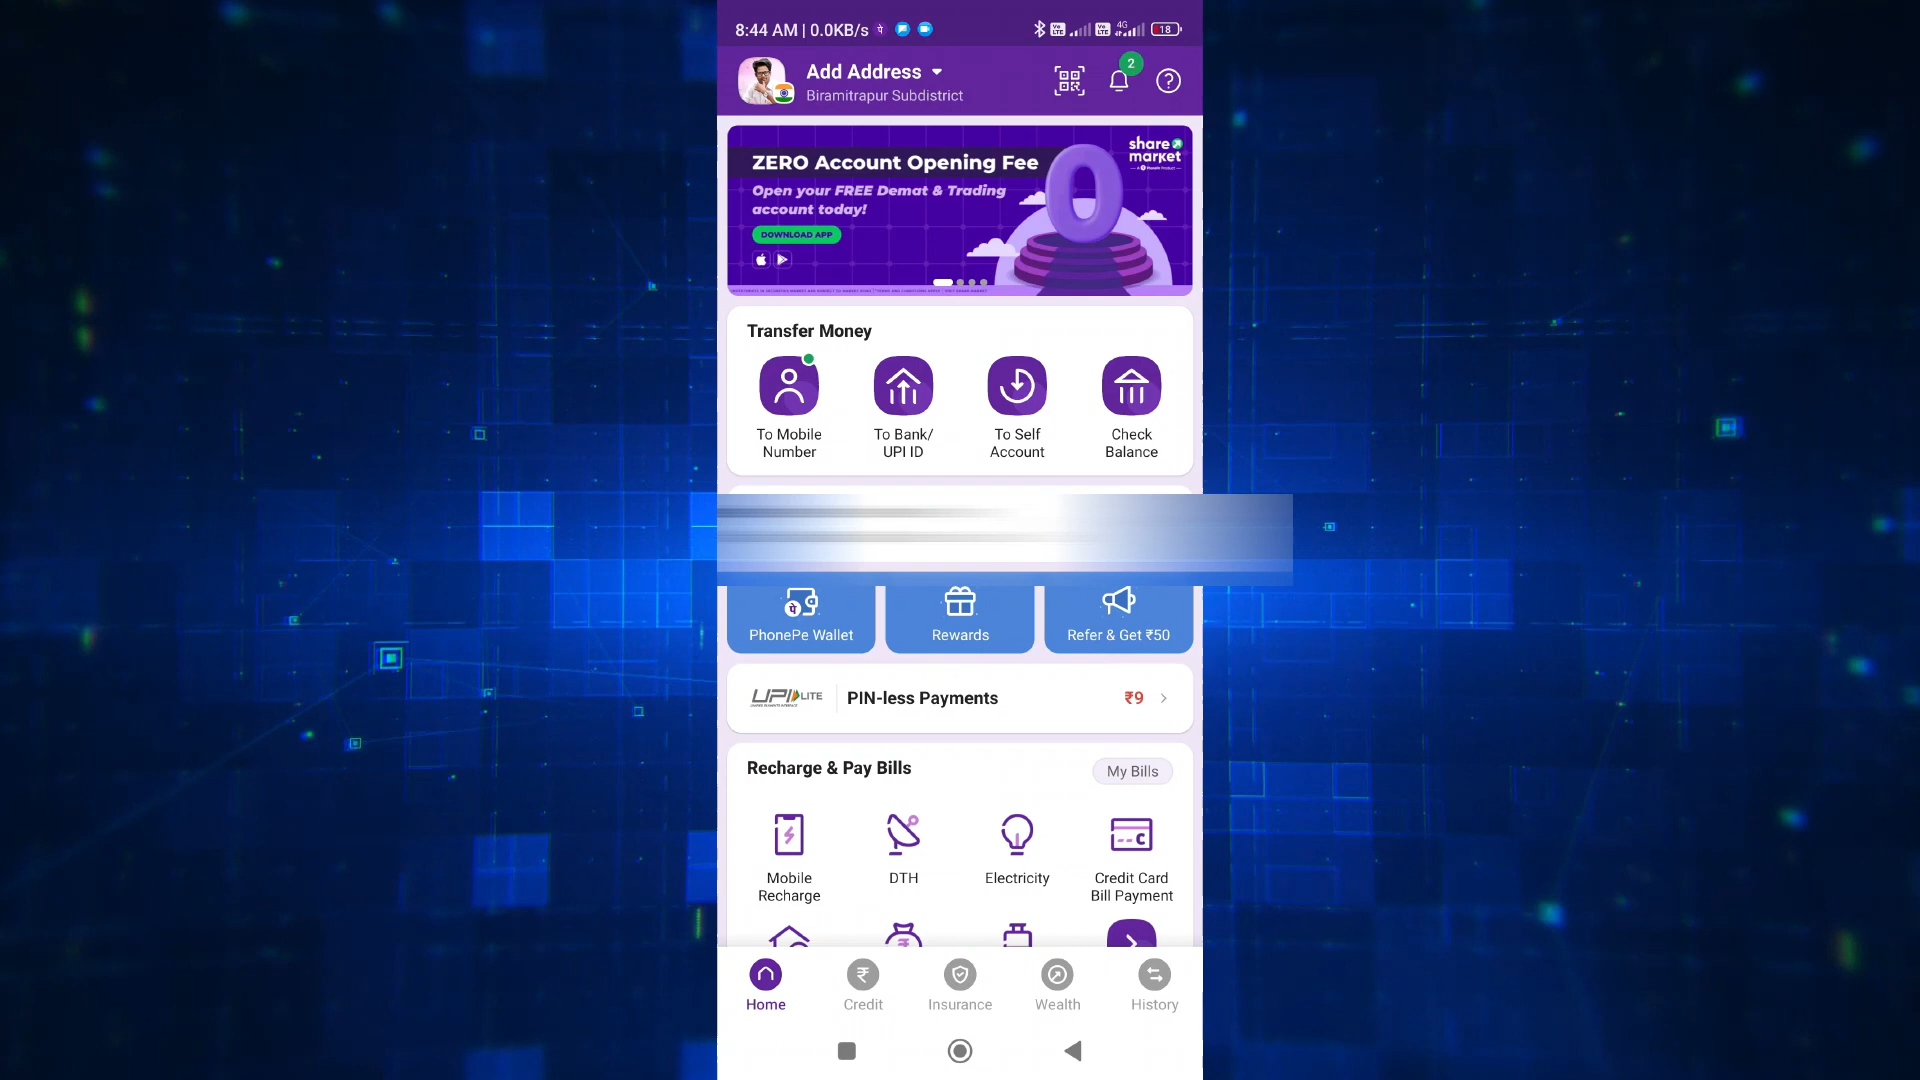 8:44 AM | 0.0KB/s
4G
18
Add Address
Biramitrapur Subdistrict
2
share
market
ZERO Account Opening Fee
Open your FREE Demat & Trading
account today!
DOWNLOAD APP
Transfer Money
To Mobile
Number
To Bank/
UPI ID
To Self
Account
Check
Balance
PhonePe Wallet
Rewards
Refer & Get ₹50
UPI LITE
PIN-less Payments
₹9
Recharge & Pay Bills
My Bills
Mobile
Recharge
DTH
Electricity
Credit Card
Bill Payment
Home
Credit
Insurance
Wealth
History